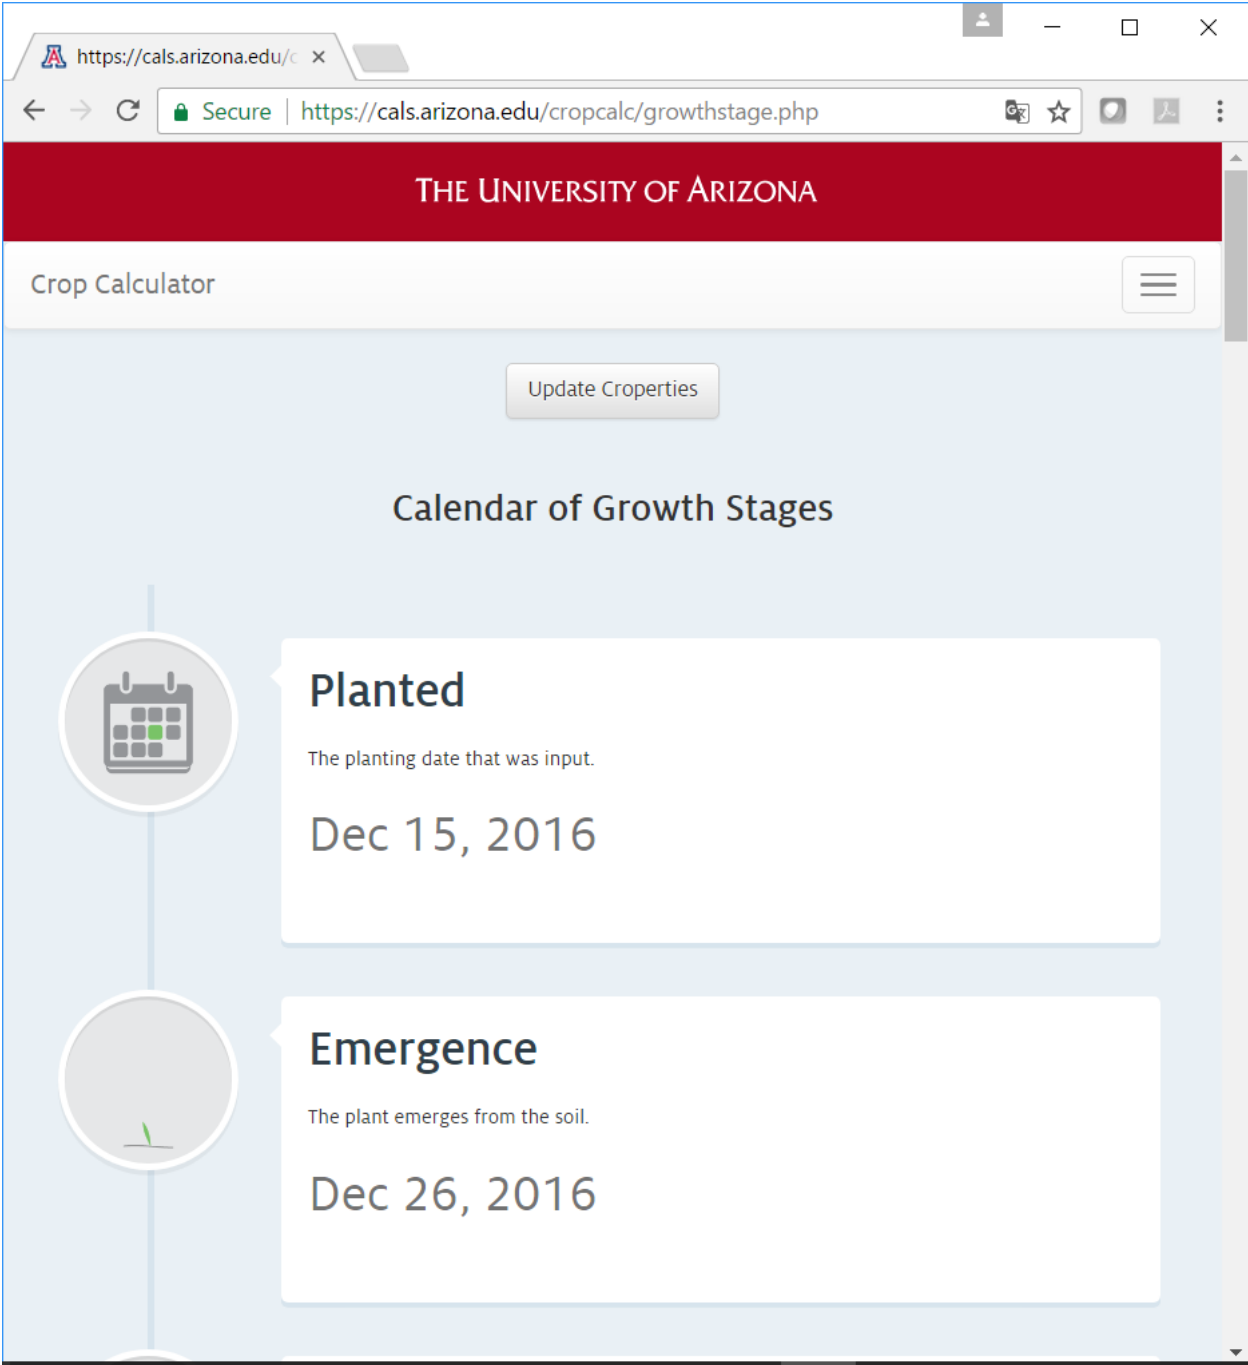 https://cals.arizona.edu/c
Secure https://cals.arizona.edu/cropcalc/growthstage.php
THE UNIVERSITY OF ARIZONA
Crop Calculator
Update Croperties
Calendar of Growth Stages
Planted
The planting date that was input.
Dec 15, 2016
Emergence
The plant emerges from the soil.
Dec 26, 2016